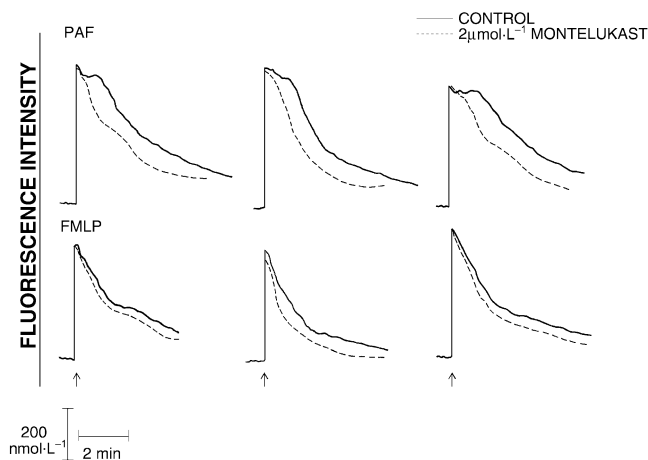 PAF
CONTROL
2μmol·L⁻¹ MONTELUKAST
FLUORESCENCE INTENSITY
FMLP
200
nmol·L⁻¹
2 min